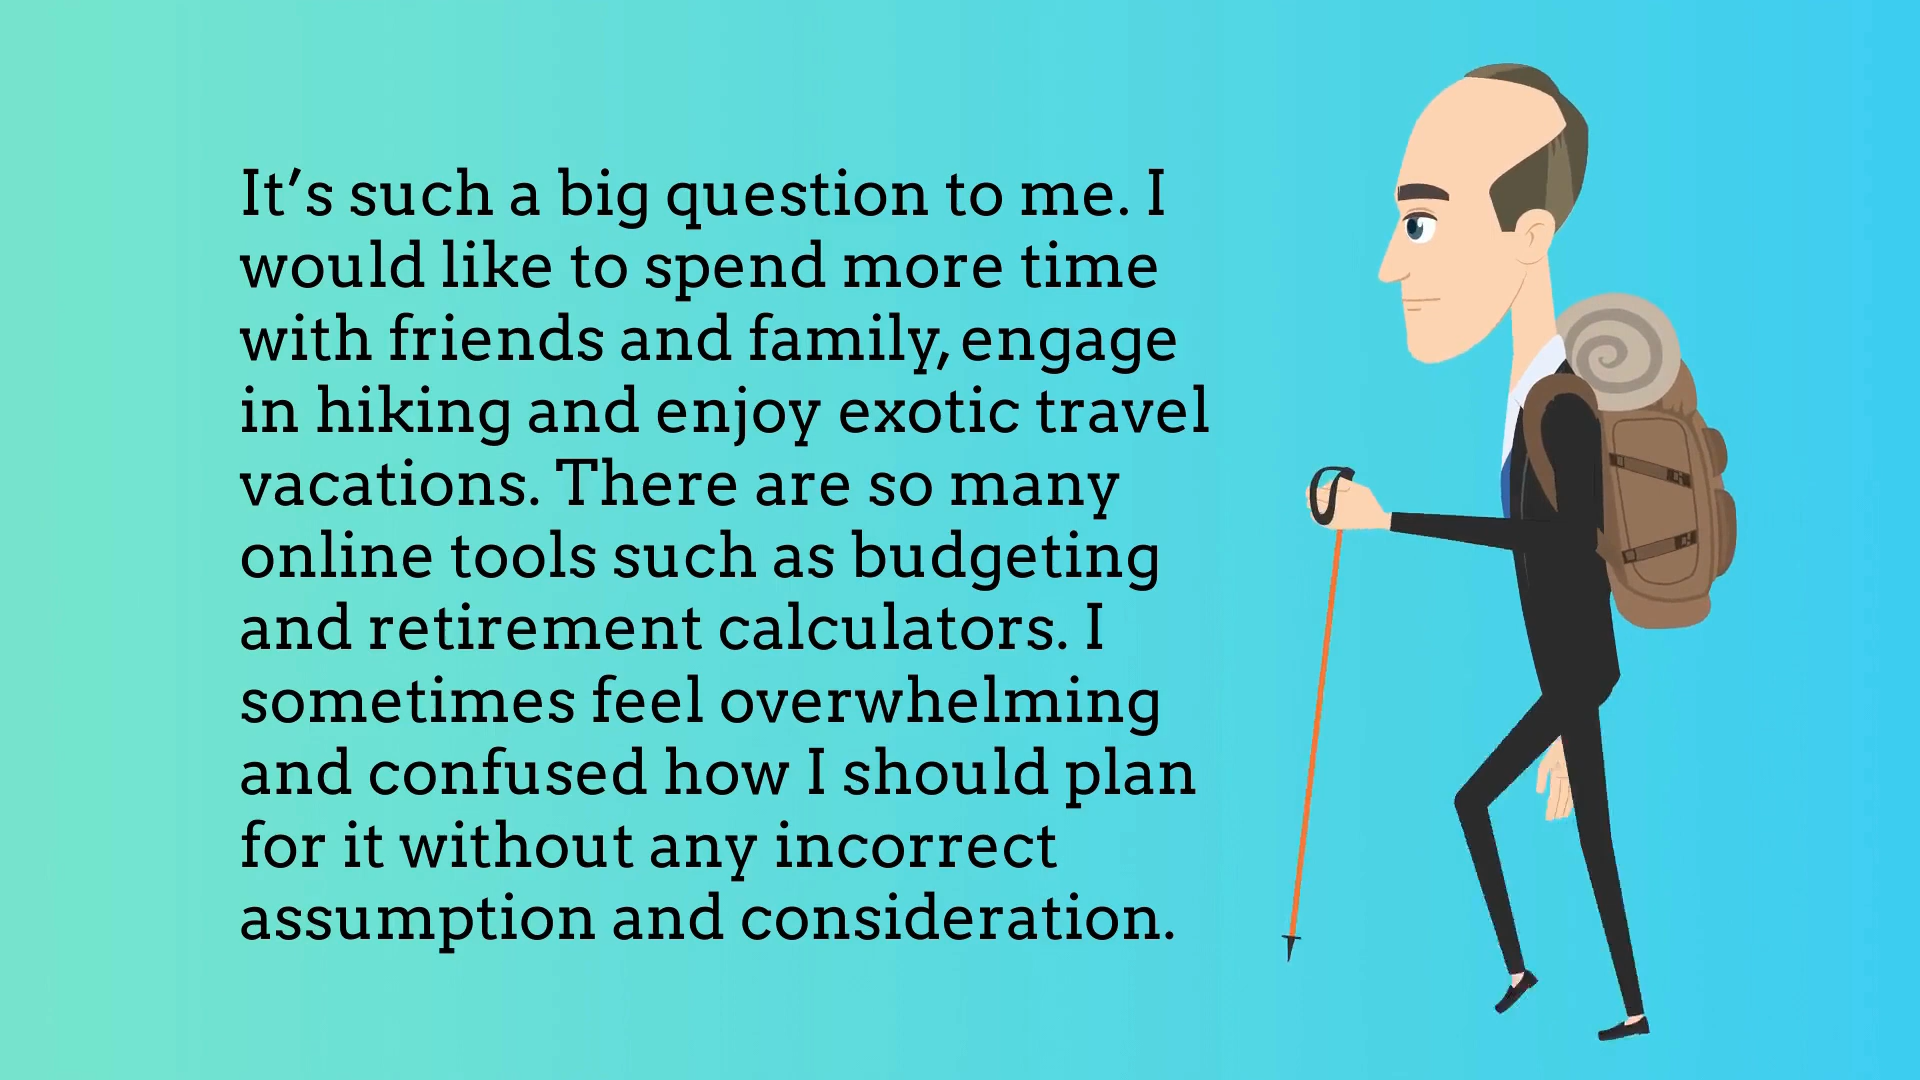 It’s such a big question to me. I
would like to spend more time
with friends and family, engage
in hiking and enjoy exotic travel
vacations. There are so many
online tools such as budgeting
and retirement calculators. I
sometimes feel overwhelming
and confused how I should plan
for it without any incorrect
assumption and consideration.